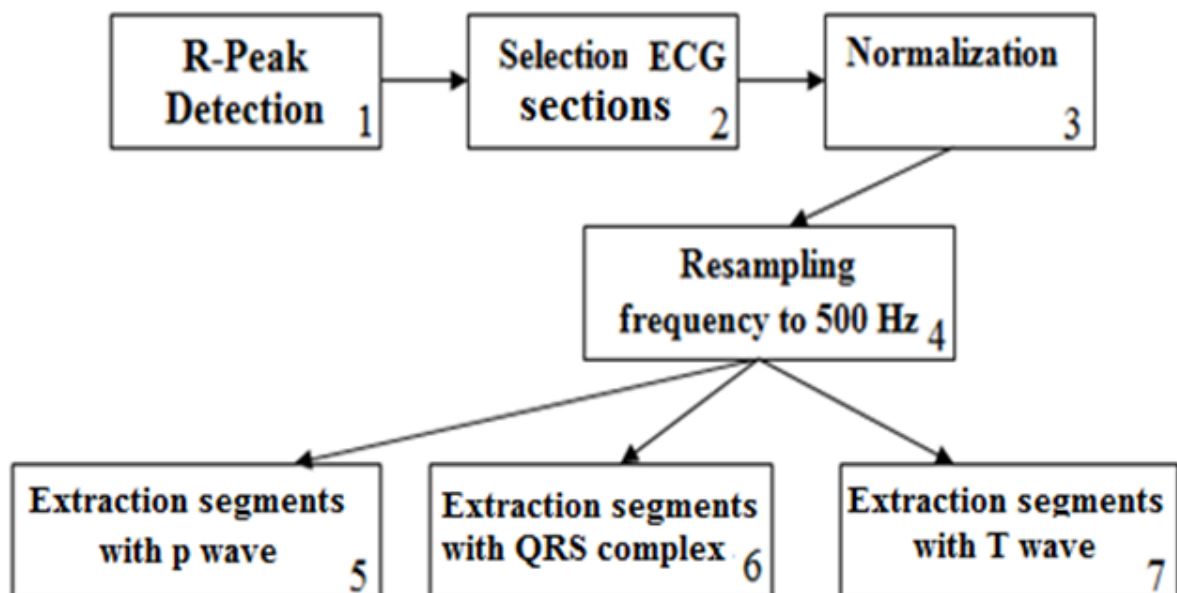 R-Peak
Detection
1
Selection ECG
sections
2
Normalization
3
Resampling
frequency to 500 Hz
4
Extraction segments
with p wave
5
Extraction segments
with QRS complex
6
Extraction segments
with T wave
7